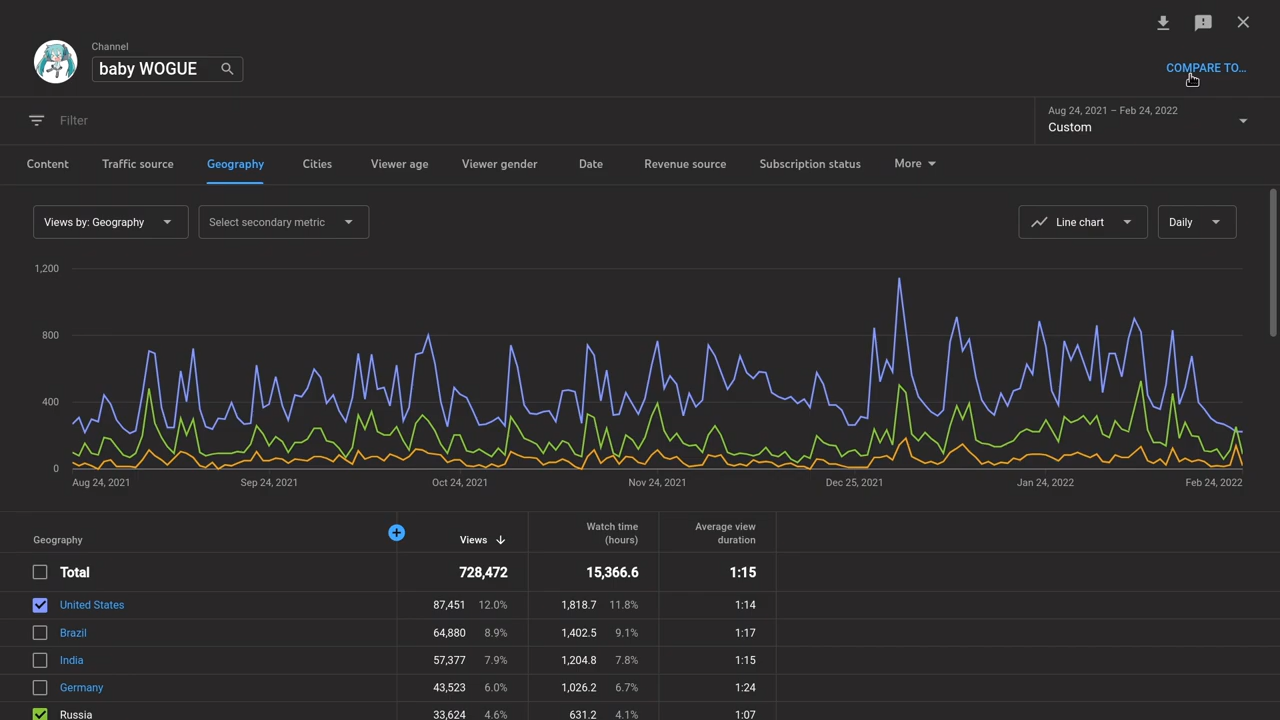 Channel
baby WOGUE
COMPARE TO...
Filter
Aug 24, 2021 – Feb 24, 2022
Custom
Content Traffic source Geography Cities Viewer age Viewer gender Date Revenue source Subscription status More
Views by: Geography Select secondary metric Line chart Daily
1,200
800
400
0
Aug 24, 2021 Sep 24, 2021 Oct 24, 2021 Nov 24, 2021 Dec 25, 2021 Jan 24, 2022 Feb 24, 2022
Geography Views Watch time (hours) Average view duration
Total 728,472 15,366.6 1:15
United States 87,451 12.0% 1,818.7 11.8% 1:14
Brazil 64,880 8.9% 1,402.5 9.1% 1:17
India 57,377 7.9% 1,204.8 7.8% 1:15
Germany 43,523 6.0% 1,026.2 6.7% 1:24
Russia 33,624 4.6% 631.2 4.1% 1:07